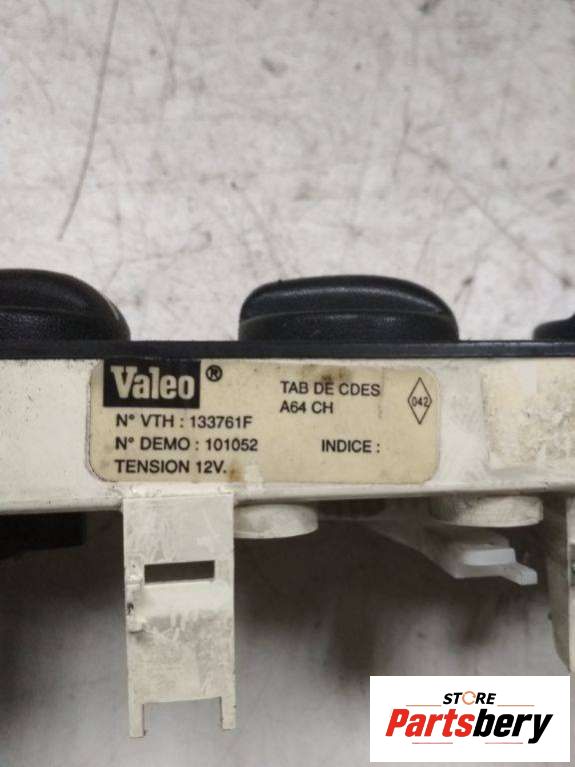 Valeo®
TAB DE CDES
A64 CH
042
N° VTH : 133761F
N° DEMO : 101052 INDICE :
TENSION 12V.
STORE
Partsbery